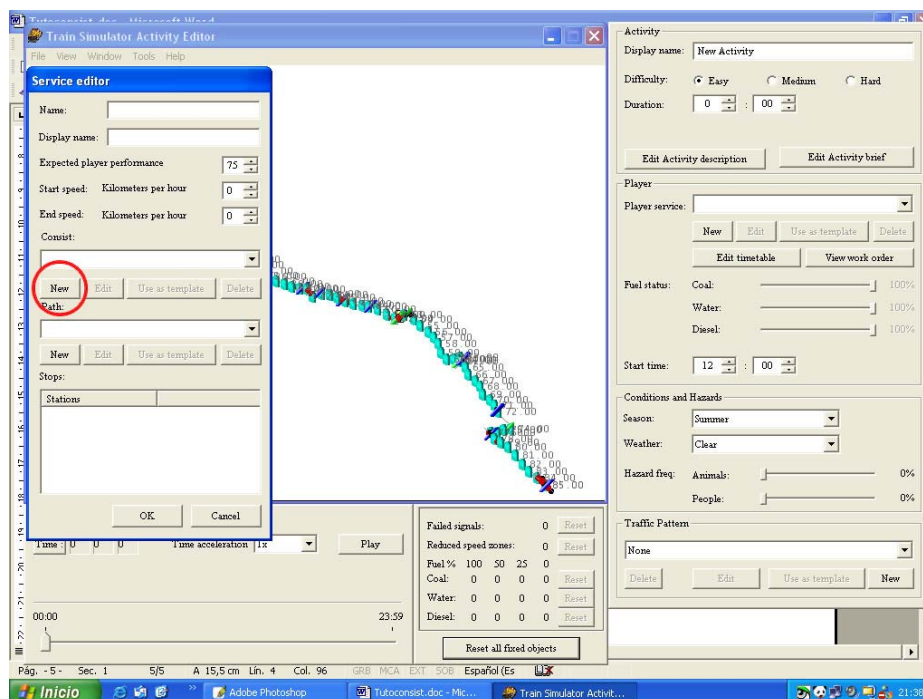 Tutoconsist.doc - Microsoft Word
Train Simulator Activity Editor
File View Window Tools Help
Service editor
Name:
Display name:
Expected player performance 75
Start speed: Kilometers per hour 0
End speed: Kilometers per hour 0
Consist:
New Edit Use as template Delete
Path:
New Edit Use as template Delete
Stops:
Stations
OK Cancel
72.00
85.00
Time : 0 0 0 Time acceleration 1x Play
00:00 23:59
Failed signals: 0 Reset
Reduced speed zones: 0 Reset
Fuel % 100 50 25 0
Coal: 0 0 0 0 Reset
Water: 0 0 0 0 Reset
Diesel: 0 0 0 0 Reset
Reset all fixed objects
Activity
Display name: New Activity
Difficulty: Easy Medium Hard
Duration: 0 : 00
Edit Activity description Edit Activity brief
Player
Player service:
New Edit Use as template Delete
Edit timetable View work order
Fuel status: Coal: 100%
Water: 100%
Diesel: 100%
Start time: 12 : 00
Conditions and Hazards
Season: Summer
Weather: Clear
Hazard freq: Animals: 0%
People: 0%
Traffic Pattern
None
Delete Edit Use as template New
Pág. - 5 - Sec. 1 5/5 A 15,5 cm Lín. 4 Col. 96 GRB MCA EXT SOB Español (Es
Inicio Adobe Photoshop Tutoconsist.doc - Mic... Train Simulator Activit... 21:36